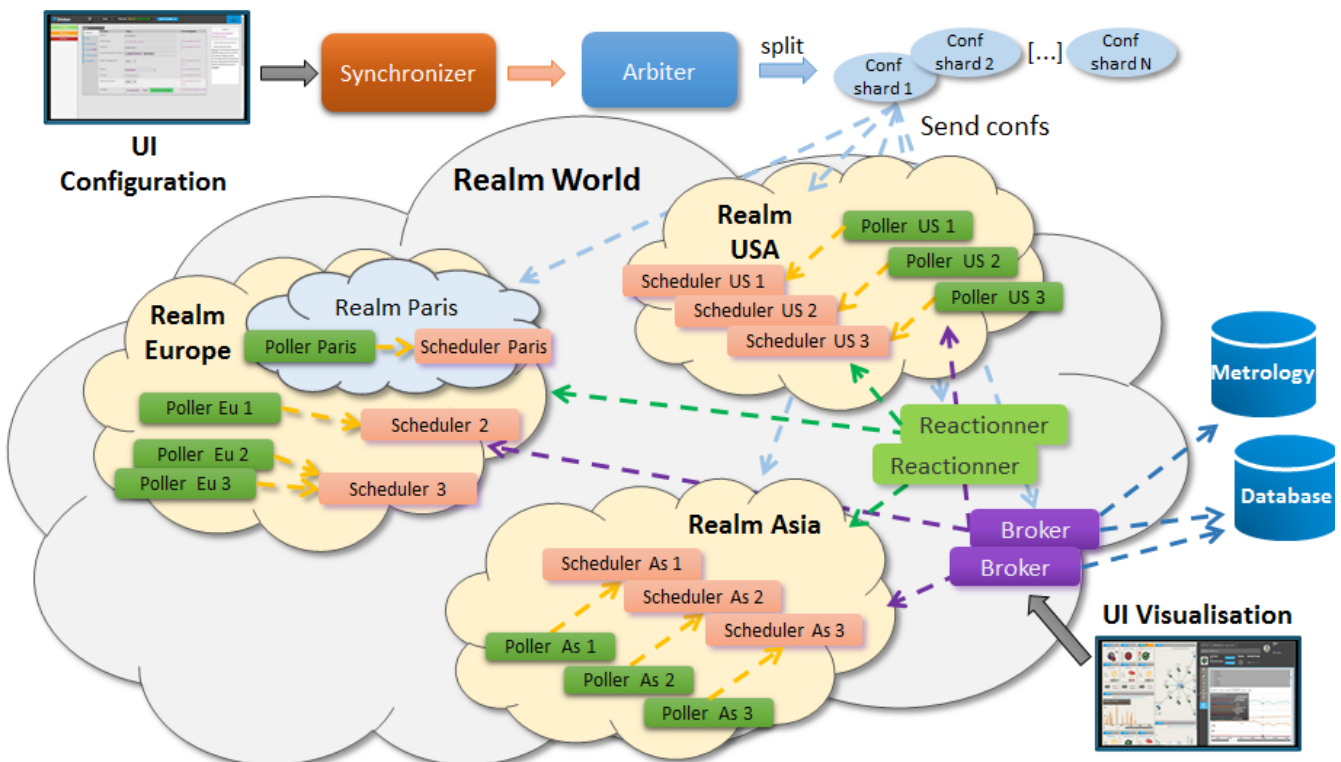 UI
Configuration
Synchronizer
Arbiter
split
Conf
shard 1
Conf
shard 2
[...]
Conf
shard N
Send confs
Realm World
Realm
USA
Poller US 1
Poller US 2
Poller US 3
Scheduler US 1
Scheduler US 2
Scheduler US 3
Realm Paris
Poller Paris
Scheduler Paris
Realm
Europe
Poller Eu 1
Scheduler 2
Poller Eu 2
Poller Eu 3
Scheduler 3
Reactionner
Reactionner
Metrology
Database
Realm Asia
Scheduler As 1
Scheduler As 2
Scheduler As 3
Poller As 1
Poller As 2
Poller As 3
Broker
Broker
UI Visualisation